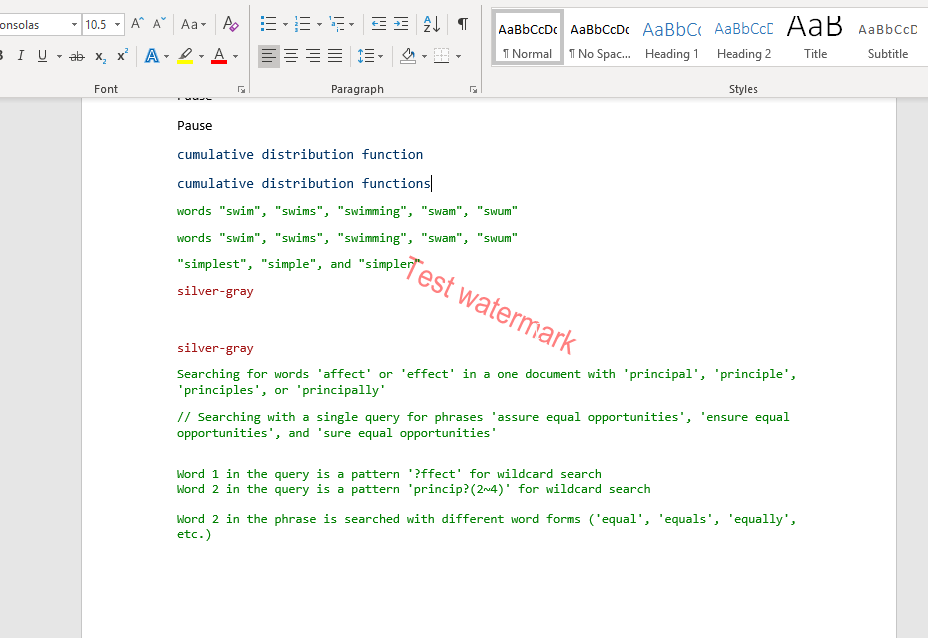 onsolas 10.5 Aa
I U ab x₂ x² A A
Font
Paragraph
AaBbCcDc AaBbCcDc AaBbCc AaBbCcD AaB AaBbCcD
¶ Normal ¶ No Spac... Heading 1 Heading 2 Title Subtitle
Styles
Pause
Pause
cumulative distribution function
cumulative distribution functions
words "swim", "swims", "swimming", "swam", "swum"
words "swim", "swims", "swimming", "swam", "swum"
"simplest", "simple", and "simpler"
Test watermark
silver-gray
silver-gray
Searching for words 'affect' or 'effect' in a one document with 'principal', 'principle',
'principles', or 'principally'
// Searching with a single query for phrases 'assure equal opportunities', 'ensure equal
opportunities', and 'sure equal opportunities'
Word 1 in the query is a pattern '?ffect' for wildcard search
Word 2 in the query is a pattern 'princip?(2~4)' for wildcard search
Word 2 in the phrase is searched with different word forms ('equal', 'equals', 'equally',
etc.)